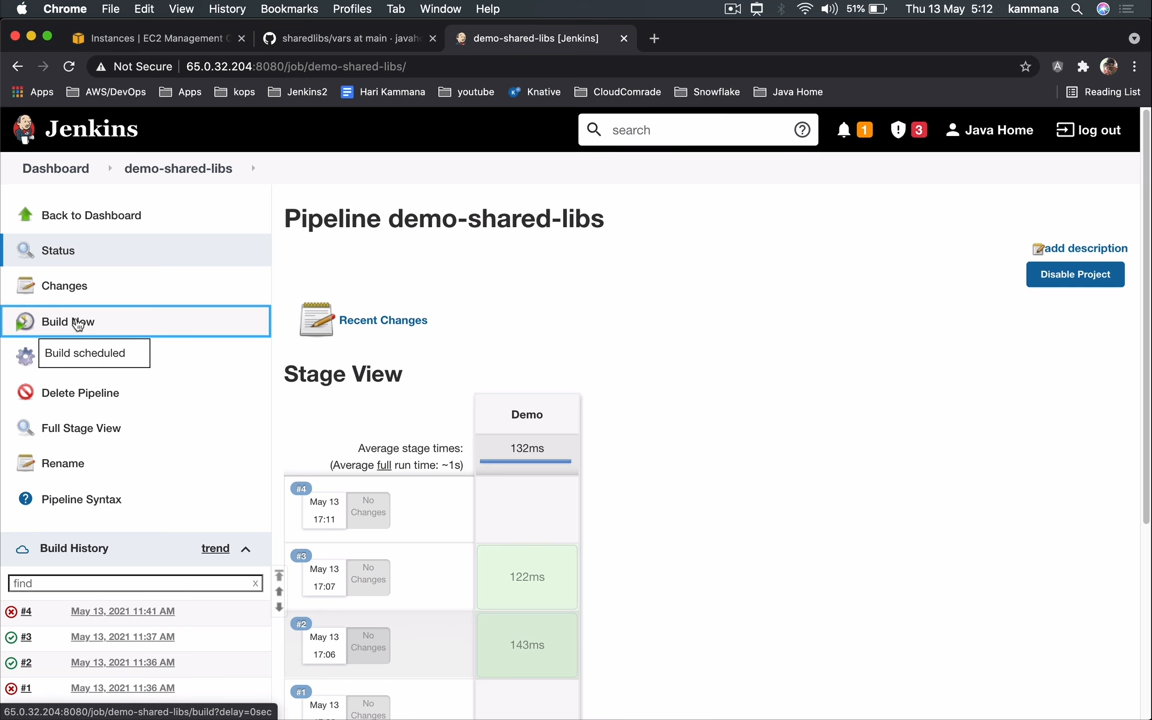 Chrome File Edit View History Bookmarks Profiles Tab Window Help 51% Thu 13 May 5:12 kammana
Instances | EC2 Management C
sharedlibs/vars at main · javah
demo-shared-libs [Jenkins]
Not Secure | 65.0.32.204:8080/job/demo-shared-libs/
Apps AWS/DevOps Apps kops Jenkins2 Hari Kammana youtube Knative CloudComrade Snowflake Java Home Reading List
Jenkins search 1 3 Java Home log out
Dashboard demo-shared-libs
Back to Dashboard
Status
Changes
Build Now
Build scheduled
Delete Pipeline
Full Stage View
Rename
Pipeline Syntax
Build History trend
find x
#4 May 13, 2021 11:41 AM
#3 May 13, 2021 11:37 AM
#2 May 13, 2021 11:36 AM
#1 May 13, 2021 11:36 AM
65.0.32.204:8080/job/demo-shared-libs/build?delay=0sec
Pipeline demo-shared-libs
add description
Disable Project
Recent Changes
Stage View
Demo
Average stage times: 132ms
(Average full run time: ~1s)
#4
May 13
17:11
No
Changes
#3
May 13
17:07
No
Changes
122ms
#2
May 13
17:06
No
Changes
143ms
#1
May 13
No
Changes